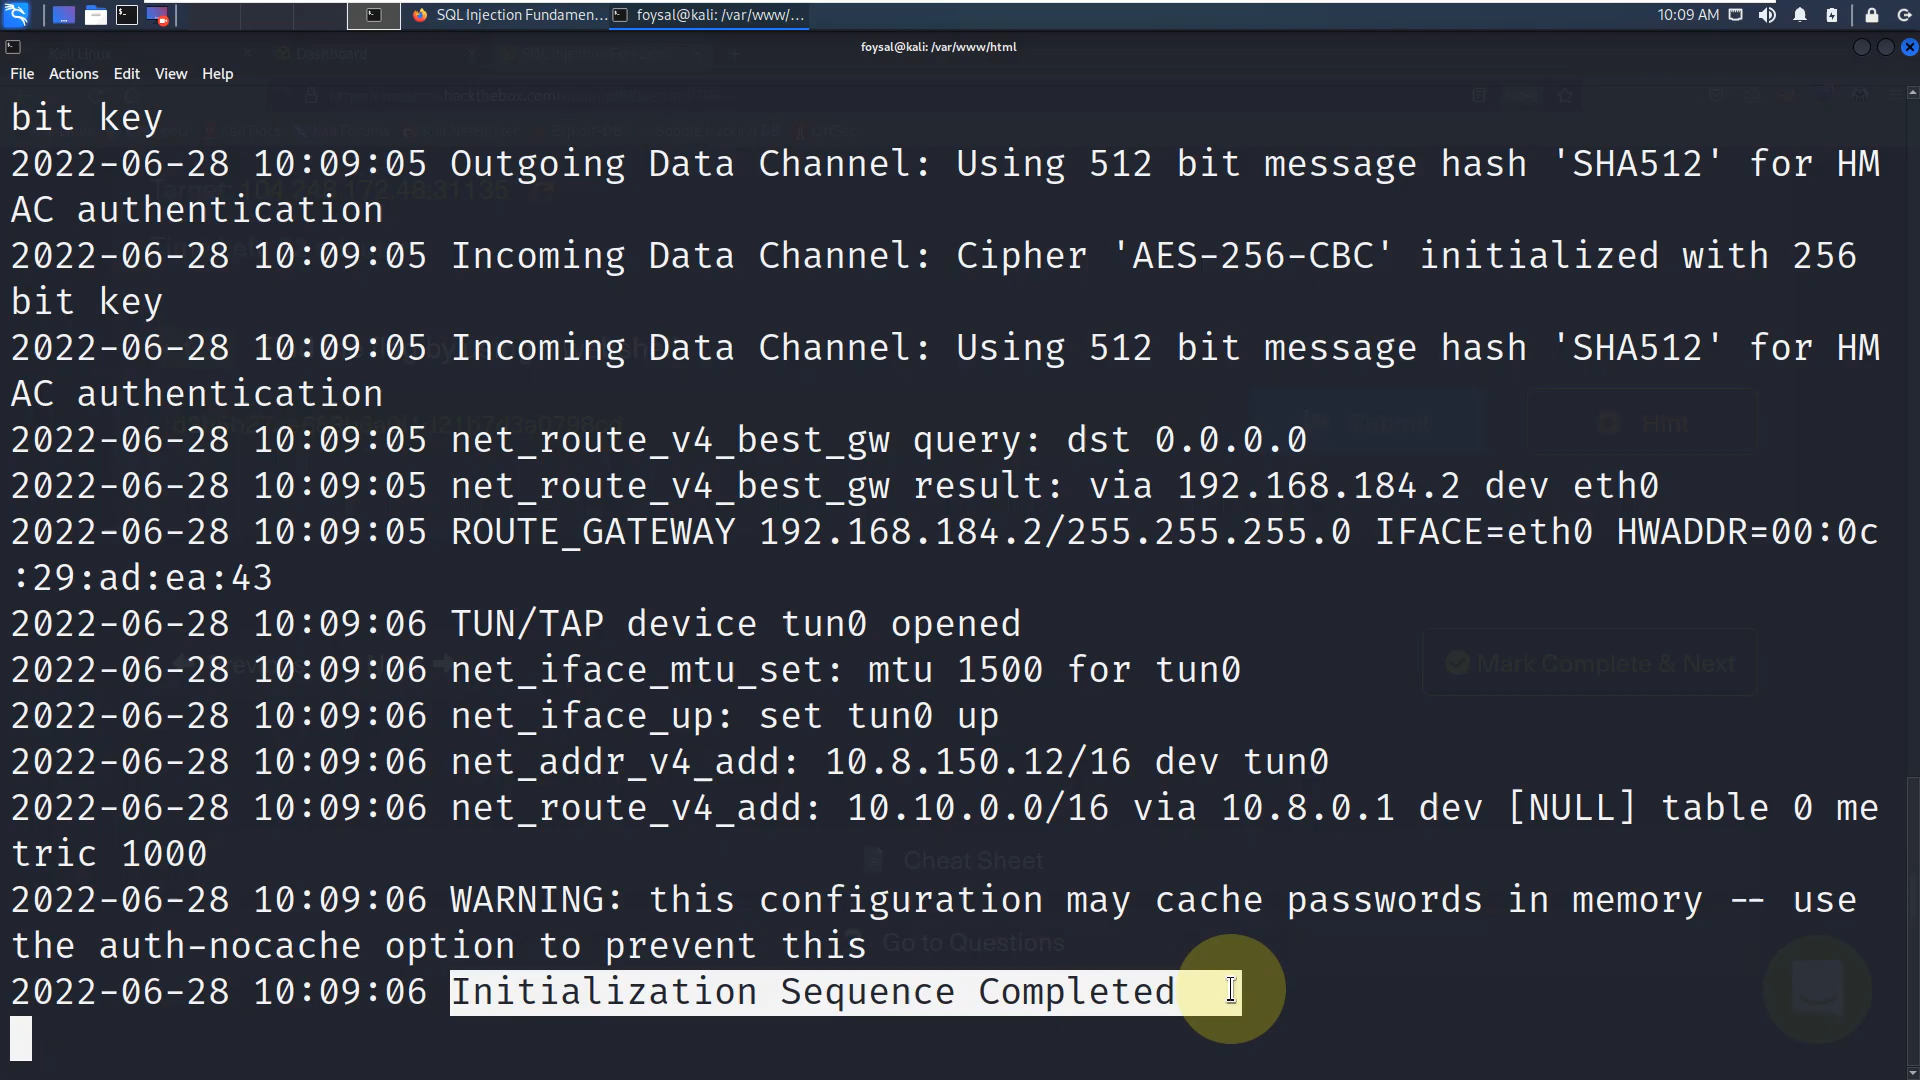 SQL Injection Fundamen...
foysal@kali: /var/www/...
10:09 AM
foysal@kali: /var/www/html
File Actions Edit View Help
bit key
2022-06-28 10:09:05 Outgoing Data Channel: Using 512 bit message hash 'SHA512' for HM
AC authentication
2022-06-28 10:09:05 Incoming Data Channel: Cipher 'AES-256-CBC' initialized with 256
bit key
2022-06-28 10:09:05 Incoming Data Channel: Using 512 bit message hash 'SHA512' for HM
AC authentication
2022-06-28 10:09:05 net_route_v4_best_gw query: dst 0.0.0.0
2022-06-28 10:09:05 net_route_v4_best_gw result: via 192.168.184.2 dev eth0
2022-06-28 10:09:05 ROUTE_GATEWAY 192.168.184.2/255.255.255.0 IFACE=eth0 HWADDR=00:0c
:29:ad:ea:43
2022-06-28 10:09:06 TUN/TAP device tun0 opened
Mark Complete & Next
2022-06-28 10:09:06 net_iface_mtu_set: mtu 1500 for tun0
2022-06-28 10:09:06 net_iface_up: set tun0 up
2022-06-28 10:09:06 net_addr_v4_add: 10.8.150.12/16 dev tun0
2022-06-28 10:09:06 net_route_v4_add: 10.10.0.0/16 via 10.8.0.1 dev [NULL] table 0 me
tric 1000
Cheat Sheet
2022-06-28 10:09:06 WARNING: this configuration may cache passwords in memory -- use
the auth-nocache option to prevent this
Go to Questions
2022-06-28 10:09:06 Initialization Sequence Completed